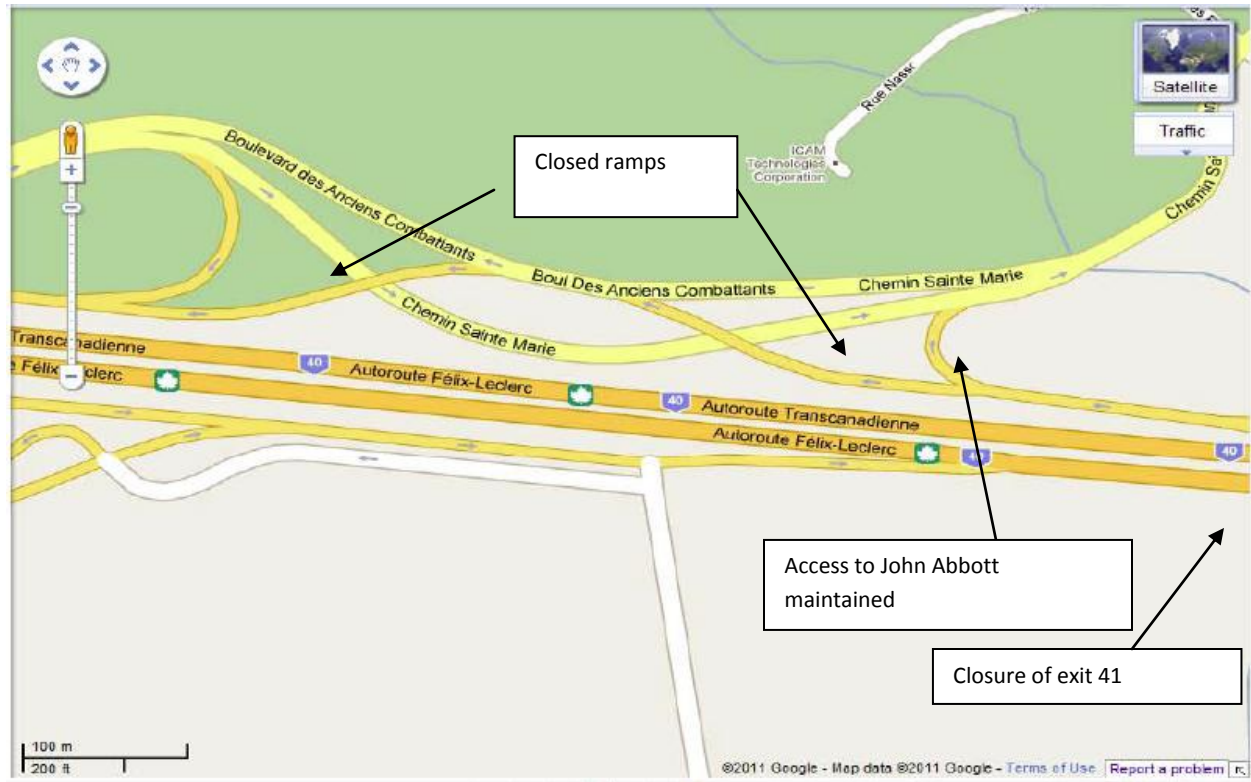 Satellite
Traffic
Rue Nassr
ICAM
Technologies
Corporation
Closed ramps
Boulevard des Anciens Combattants
Boul Des Anciens Combattants
Chemin Sainte Marie
Chemin Sai
Chemin Sainte Marie
Transcanadienne
40
Autoroute Félix-Leclerc
40
Autoroute Transcanadienne
Autoroute Félix-Leclerc
40
40
Access to John Abbott
maintained
Closure of exit 41
100 m
200 ft
©2011 Google - Map data ©2011 Google - Terms of Use Report a problem